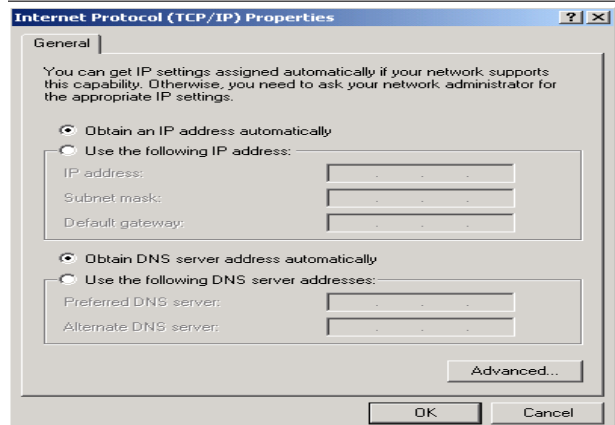 Internet Protocol (TCP/IP) Properties
General
You can get IP settings assigned automatically if your network supports
this capability. Otherwise, you need to ask your network administrator for
the appropriate IP settings.
Obtain an IP address automatically
Use the following IP address:
IP address:
Subnet mask:
Default gateway:
Obtain DNS server address automatically
Use the following DNS server addresses:
Preferred DNS server:
Alternate DNS server:
Advanced...
OK
Cancel